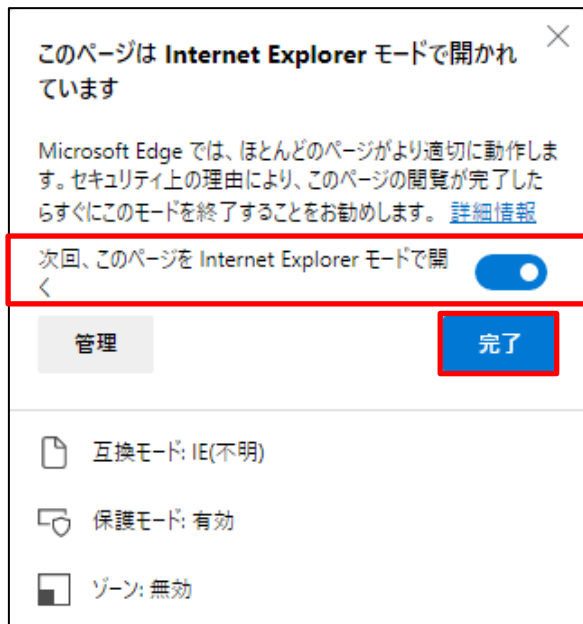 このページは Internet Explorer モードで開かれ
ています
Microsoft Edge では、ほとんどのページがより適切に動作しま
す。セキュリティ上の理由により、このページの閲覧が完了した
らすぐにこのモードを終了することをお勧めします。 詳細情報
次回、このページを Internet Explorer モードで開
く
管理
完了
互換モード: IE(不明)
保護モード: 有効
ゾーン: 無効